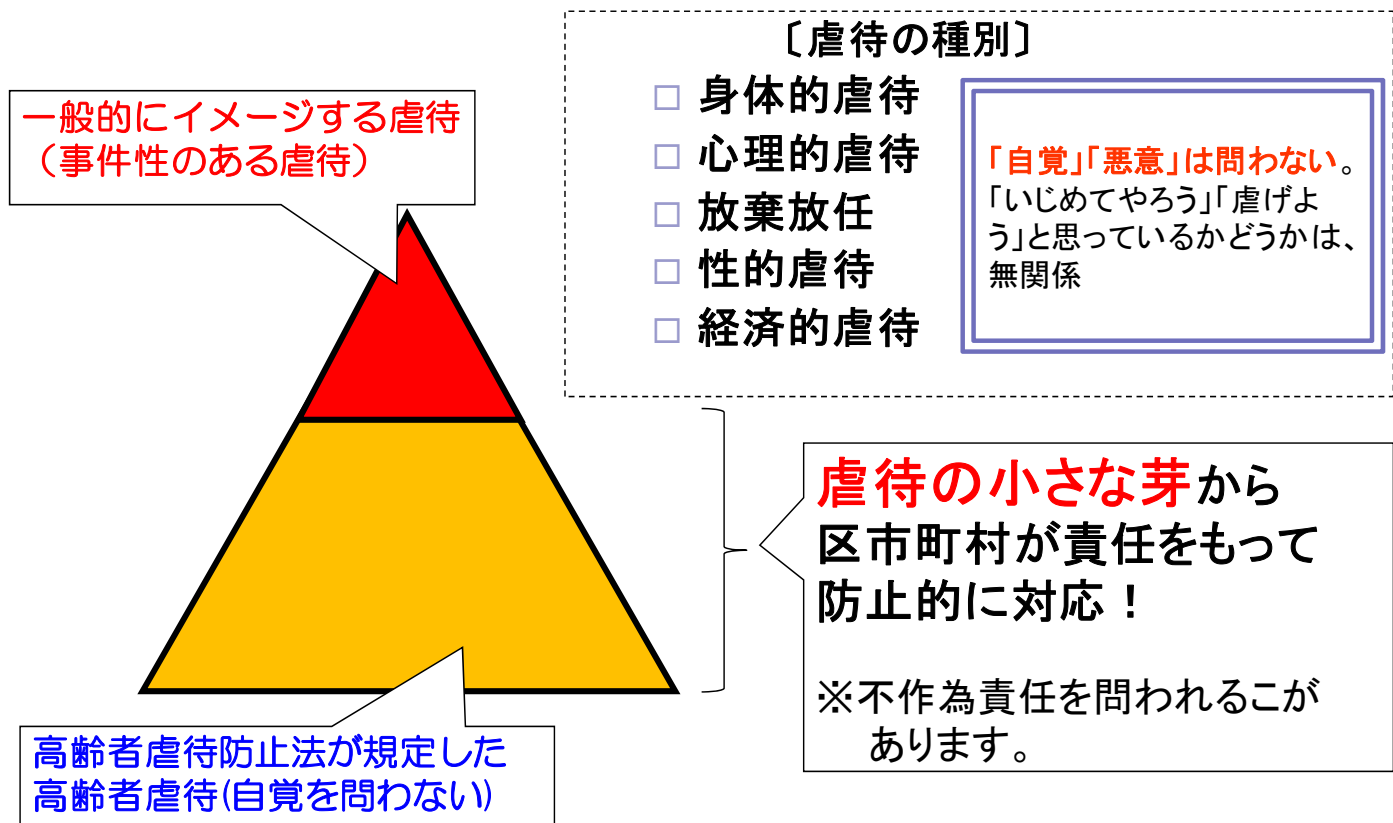 〔虐待の種別〕
□ 身体的虐待
□ 心理的虐待
□ 放棄放任
□ 性的虐待
□ 経済的虐待
「自覚」「悪意」は問わない。
「いじめてやろう」「虐げよ
う」と思っているかどうかは、
無関係
一般的にイメージする虐待
（事件性のある虐待）
虐待の小さな芽から
区市町村が責任をもって
防止的に対応！
※不作為責任を問われるこが
あります。
高齢者虐待防止法が規定した
高齢者虐待(自覚を問わない)